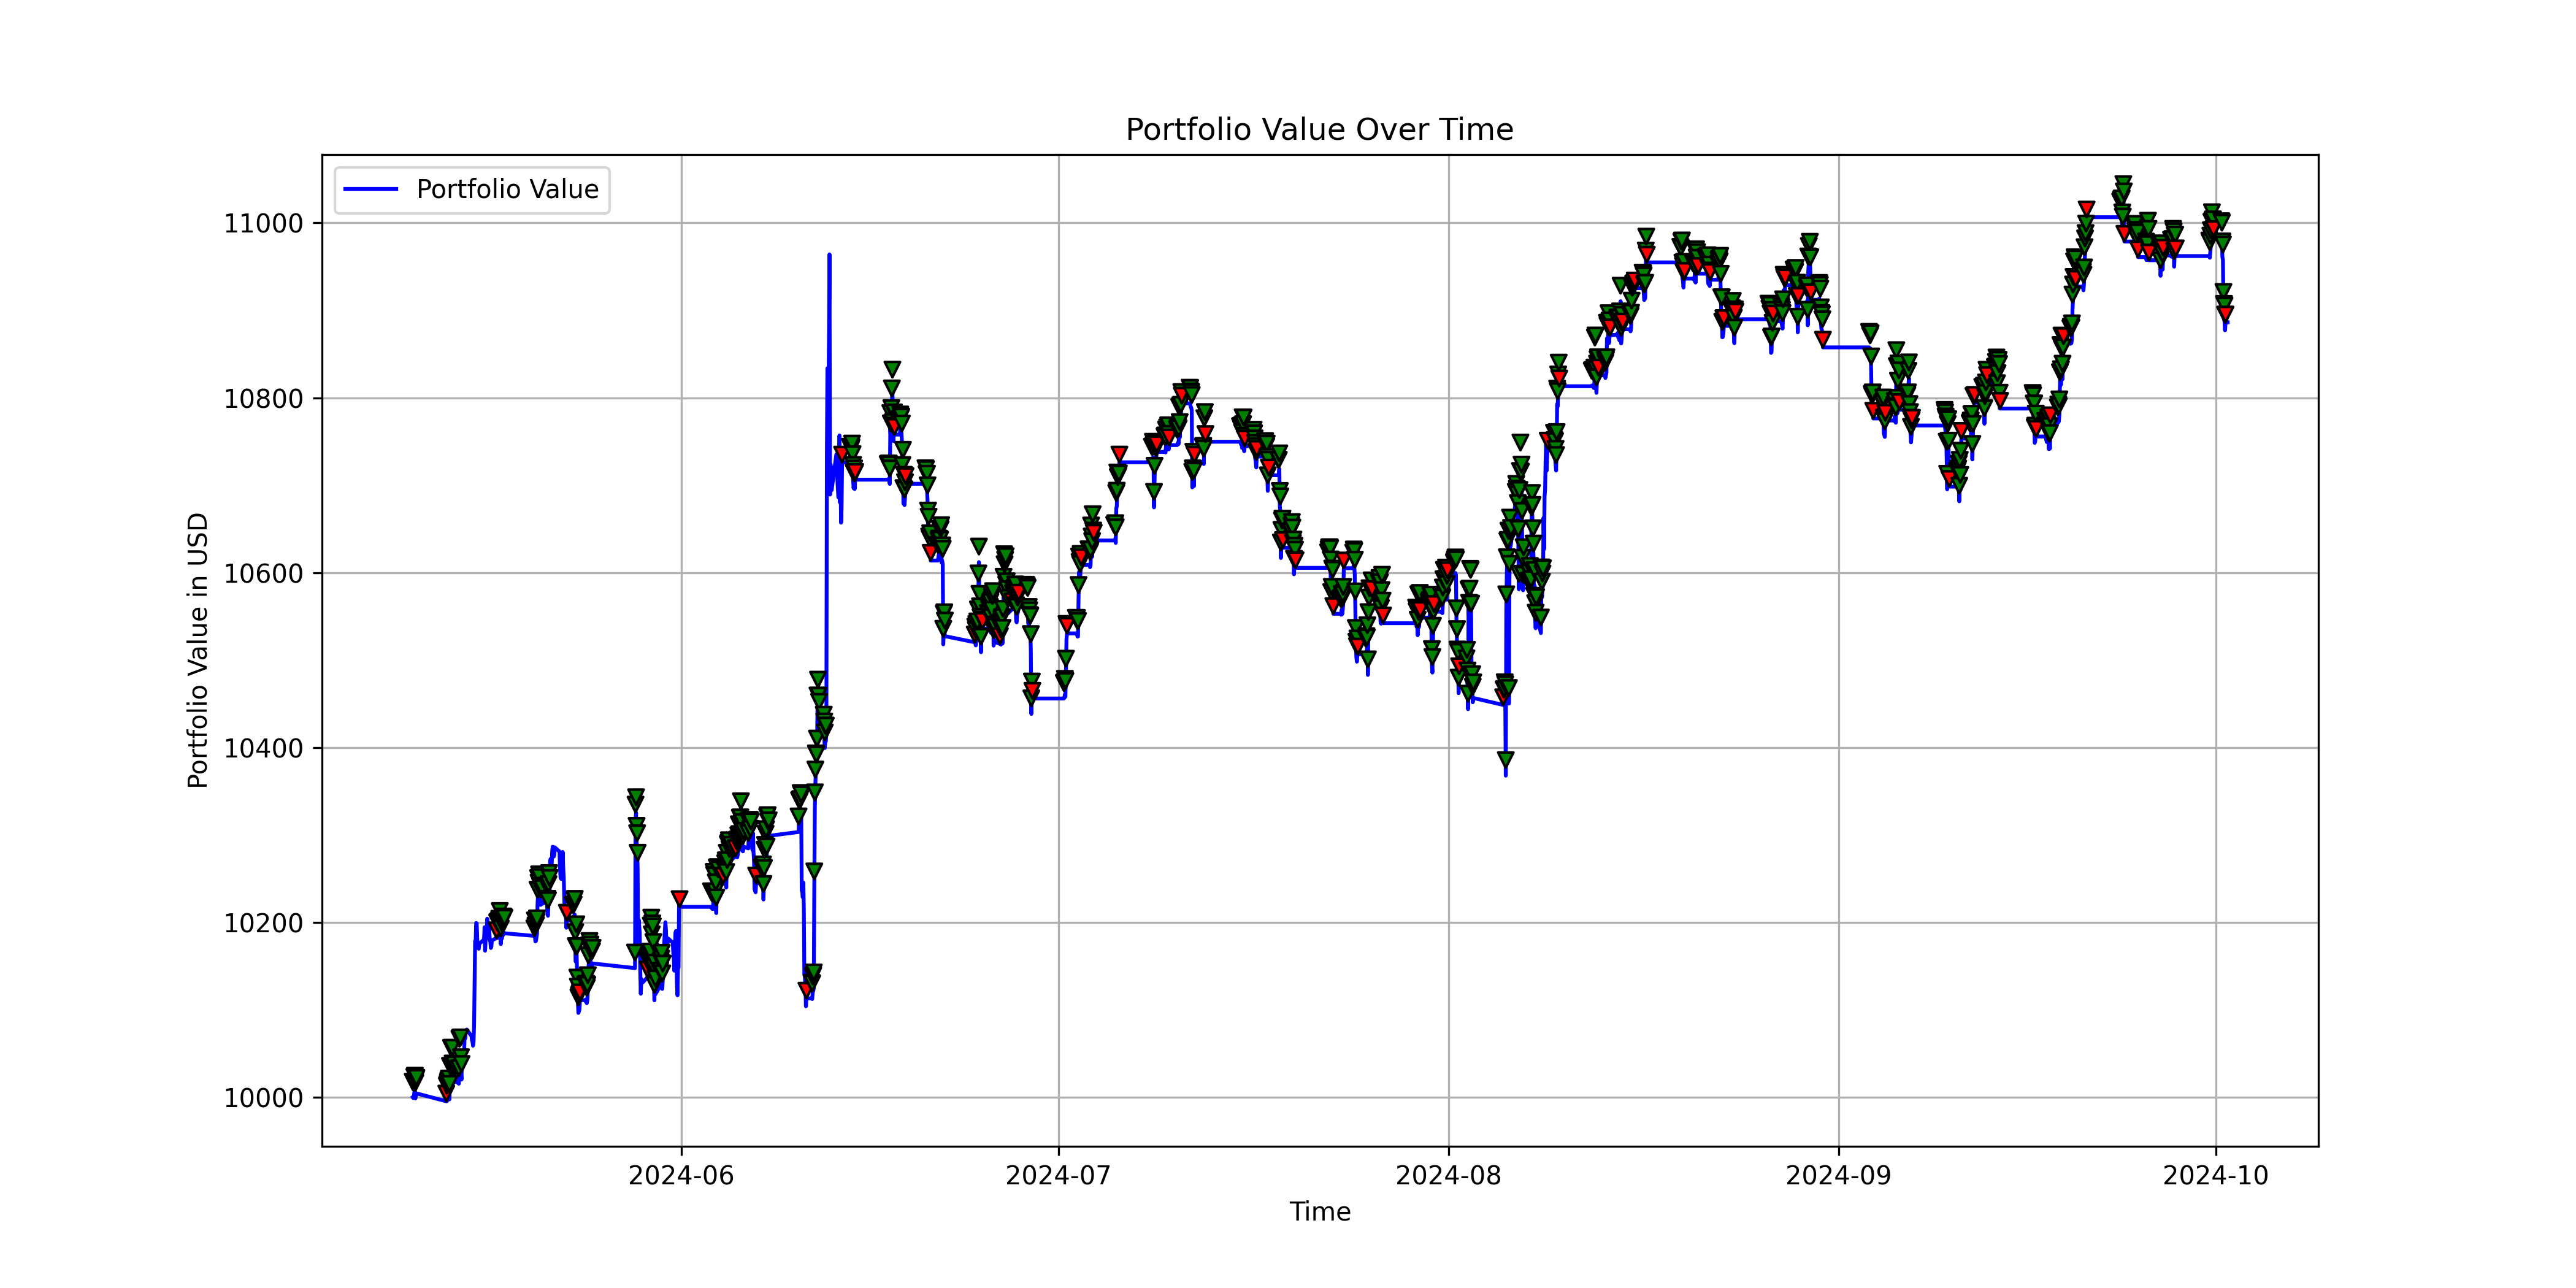 Portfolio Value Over Time
Portfolio Value
11000
10800
10600
10400
10200
10000
Portfolio Value in USD
2024-06 2024-07 2024-08 2024-09 2024-10
Time